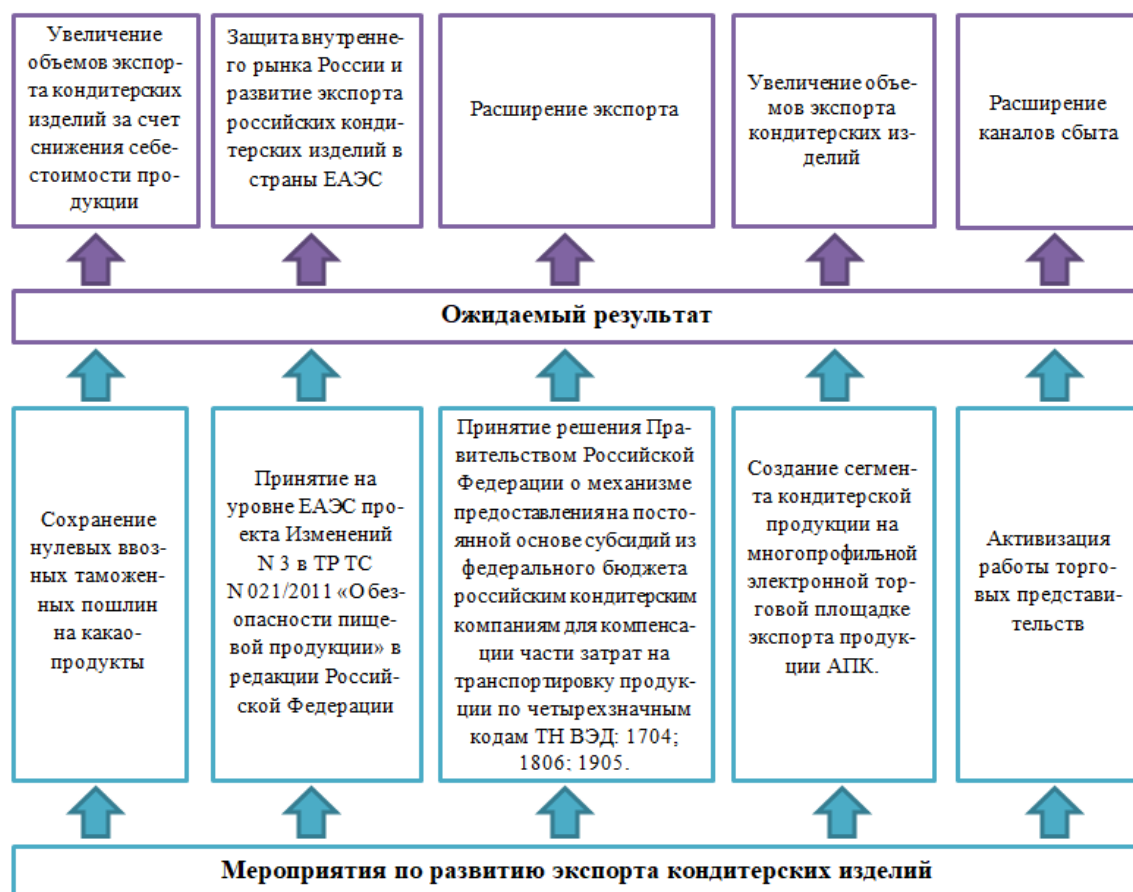 Увеличение
объемов экспор-
та кондитерских
изделий за счет
снижения себе-
стоимости про-
дукции
Защита внутренне-
го рынка России и
развитие экспорта
российских конди-
терских изделий в
страны ЕАЭС
Расширение экспорта
Увеличение объе-
мов экспорта
кондитерских из-
делий
Расширение
каналов сбыта
Ожидаемый результат
Сохранение
нулевых ввоз-
ных таможен-
ных пошлин
на какао-
продукты
Принятие на
уровне ЕАЭС про-
екта Изменений
N 3 в ТР ТС
N 021/2011 «О без-
опасности пище-
вой продукции» в
редакции Россий-
ской Федерации
Принятие решения Пра-
вительством Российской
Федерации о механизме
предоставления на посто-
янной основе субсидий из
федерального бюджета
российским кондитерским
компаниям для компенса-
ции части затрат на
транспортировку продук-
ции по четырехзначным
кодам ТН ВЭД: 1704;
1806; 1905.
Создание сегмен-
та кондитерской
продукции на
многопрофильной
электронной тор-
говой площадке
экспорта продук-
ции АПК.
Активизация
работы торго-
вых представи-
тельств
Мероприятия по развитию экспорта кондитерских изделий